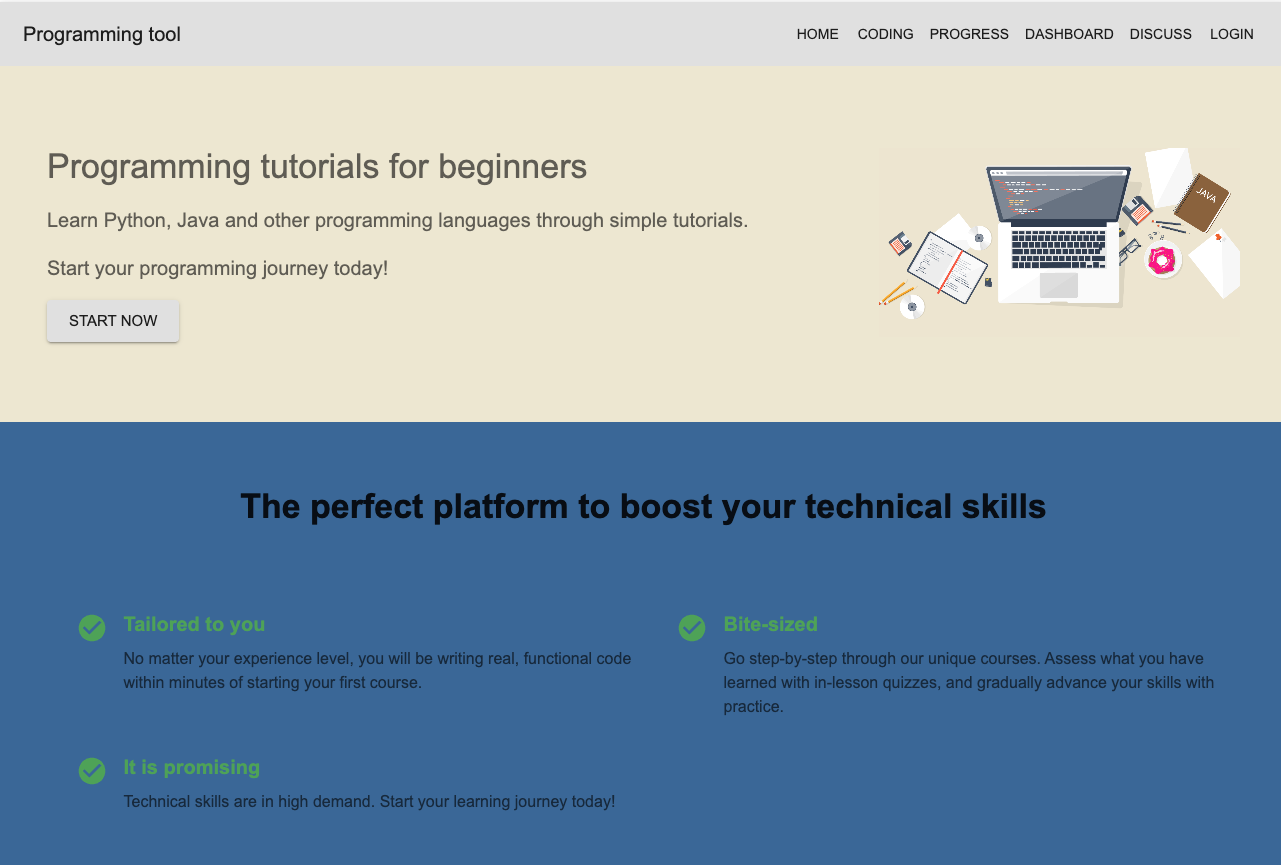 Programming tool
HOME CODING PROGRESS DASHBOARD DISCUSS LOGIN
Programming tutorials for beginners
Learn Python, Java and other programming languages through simple tutorials.
Start your programming journey today!
START NOW
JAVA
The perfect platform to boost your technical skills
Tailored to you
No matter your experience level, you will be writing real, functional code
within minutes of starting your first course.
Bite-sized
Go step-by-step through our unique courses. Assess what you have
learned with in-lesson quizzes, and gradually advance your skills with
practice.
It is promising
Technical skills are in high demand. Start your learning journey today!